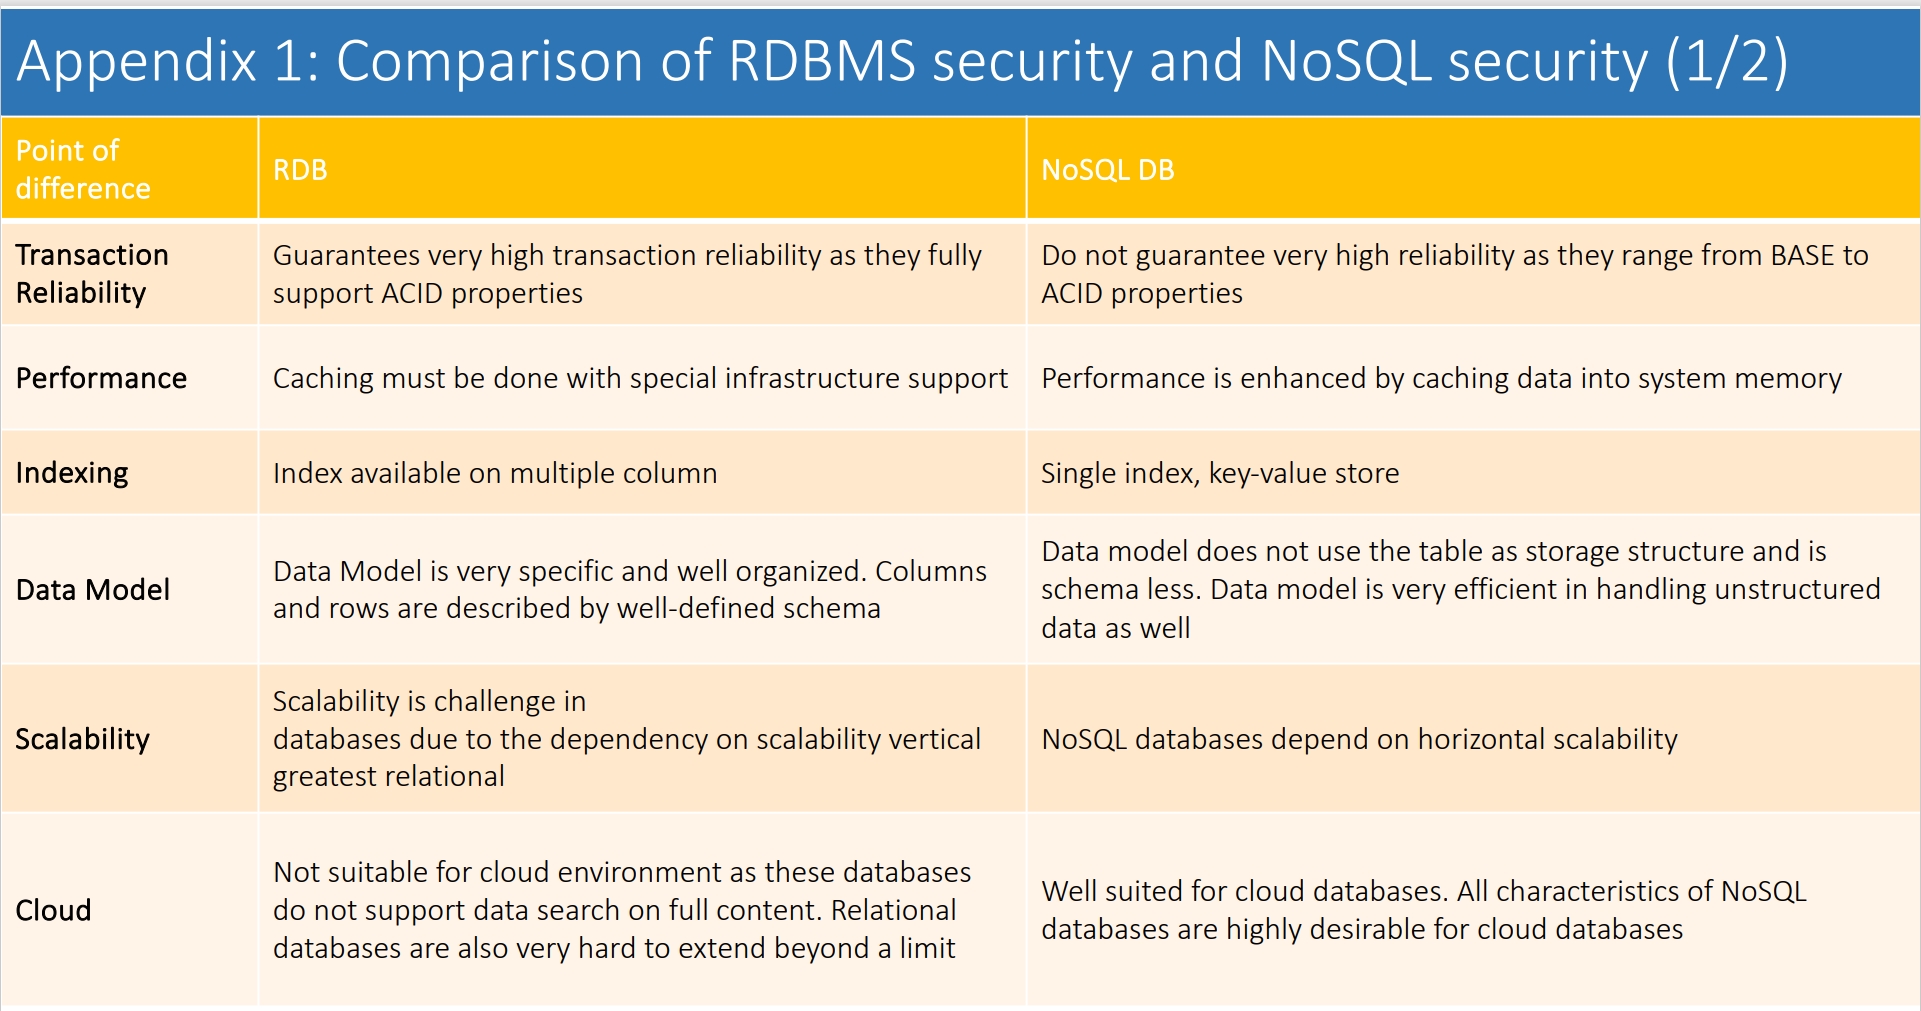 Appendix 1: Comparison of RDBMS security and NoSQL security (1/2)
Point of
difference
RDB
NoSQL DB
Transaction
Reliability
Guarantees very high transaction reliability as they fully
support ACID properties
Do not guarantee very high reliability as they range from BASE to
ACID properties
Performance
Caching must be done with special infrastructure support
Performance is enhanced by caching data into system memory
Indexing
Index available on multiple column
Single index, key-value store
Data Model
Data Model is very specific and well organized. Columns
and rows are described by well-defined schema
Data model does not use the table as storage structure and is
schema less. Data model is very efficient in handling unstructured
data as well
Scalability
Scalability is challenge in
databases due to the dependency on scalability vertical
greatest relational
NoSQL databases depend on horizontal scalability
Cloud
Not suitable for cloud environment as these databases
do not support data search on full content. Relational
databases are also very hard to extend beyond a limit
Well suited for cloud databases. All characteristics of NoSQL
databases are highly desirable for cloud databases